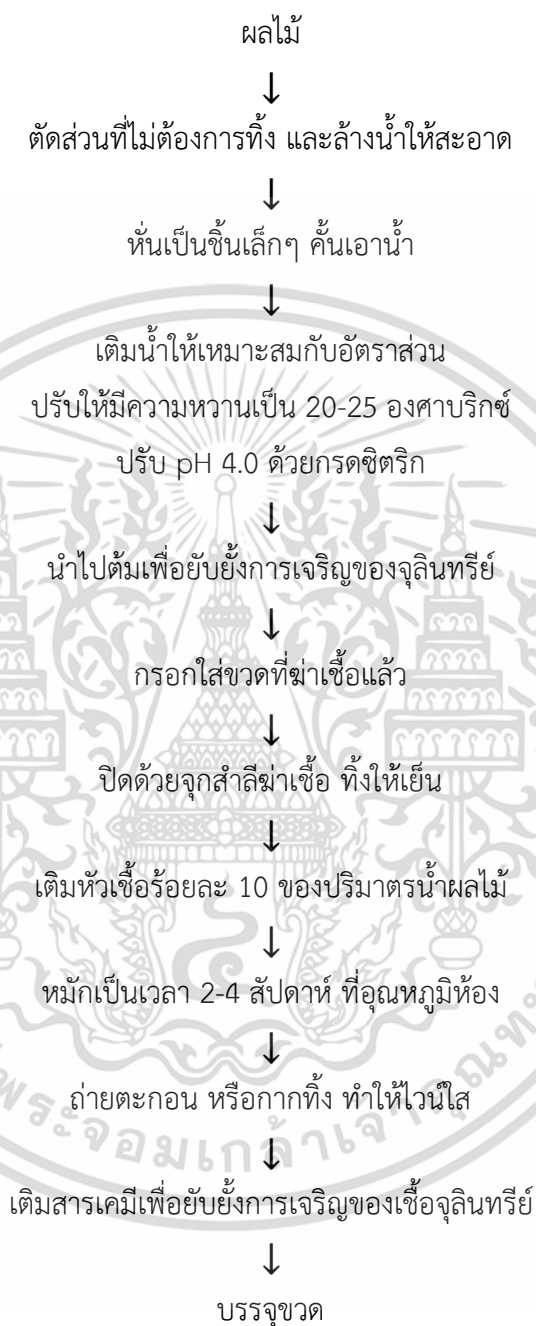 ผลไม้
↓
ตัดส่วนที่ไม่ต้องการทิ้ง และล้างน้ำให้สะอาด
↓
หั่นเป็นชิ้นเล็กๆ คั้นเอาน้ำ
↓
เติมน้ำให้เหมาะสมกับอัตราส่วน
ปรับให้มีความหวานเป็น 20-25 องศาบริกซ์
ปรับ pH 4.0 ด้วยกรดซิตริก
↓
นำไปต้มเพื่อยับยั้งการเจริญของจุลินทรีย์
↓
กรอกใส่ขวดที่ฆ่าเชื้อแล้ว
↓
ปิดด้วยจุกสำลีฆ่าเชื้อ ทิ้งให้เย็น
↓
เติมหัวเชื้อร้อยละ 10 ของปริมาตรน้ำผลไม้
↓
หมักเป็นเวลา 2-4 สัปดาห์ ที่อุณหภูมิห้อง
↓
ถ่ายตะกอน หรือกากทิ้ง ทำให้ไวน์ใส
↓
เติมสารเคมีเพื่อยับยั้งการเจริญของเชื้อจุลินทรีย์
↓
บรรจุขวด